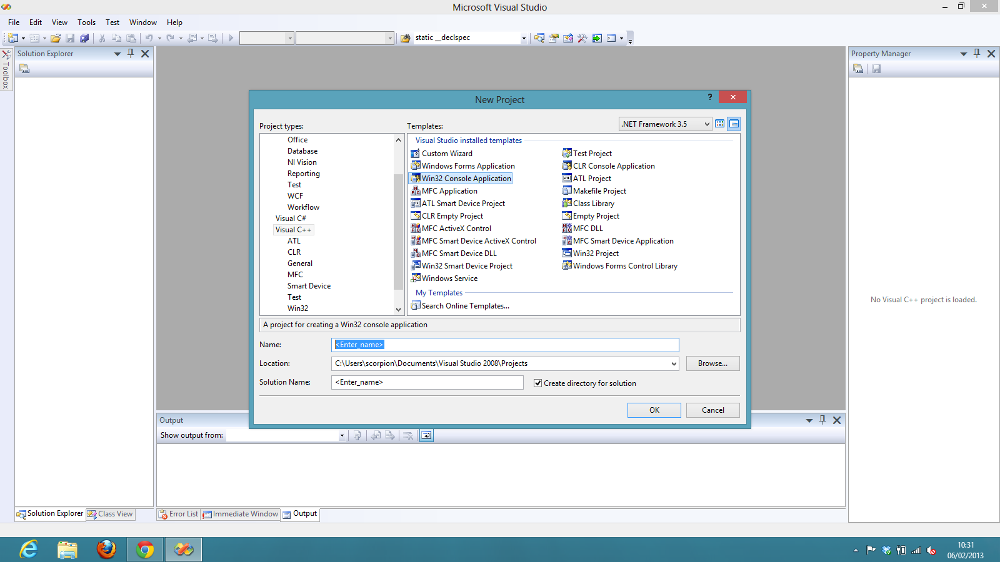 Microsoft Visual Studio
File Edit View Tools Test Window Help
static __declspec
Toolbox
Solution Explorer
Property Manager
New Project
?
Project types:
Templates:
.NET Framework 3.5
Office
Database
NI Vision
Reporting
Test
WCF
Workflow
Visual C#
Visual C++
ATL
CLR
General
MFC
Smart Device
Test
Win32
Visual Studio installed templates
Custom Wizard
Test Project
Windows Forms Application
CLR Console Application
Win32 Console Application
ATL Project
MFC Application
Makefile Project
ATL Smart Device Project
Class Library
CLR Empty Project
Empty Project
MFC ActiveX Control
MFC DLL
MFC Smart Device ActiveX Control
MFC Smart Device Application
MFC Smart Device DLL
Win32 Project
Win32 Smart Device Project
Windows Forms Control Library
Windows Service
My Templates
Search Online Templates...
A project for creating a Win32 console application
Name:
<Enter_name>
Location:
C:\Users\scorpion\Documents\Visual Studio 2008\Projects
Browse...
Solution Name:
<Enter_name>
Create directory for solution
OK
Cancel
No Visual C++ project is loaded.
Output
Show output from:
Solution Explorer
Class View
Error List
Immediate Window
Output
10:31
06/02/2013